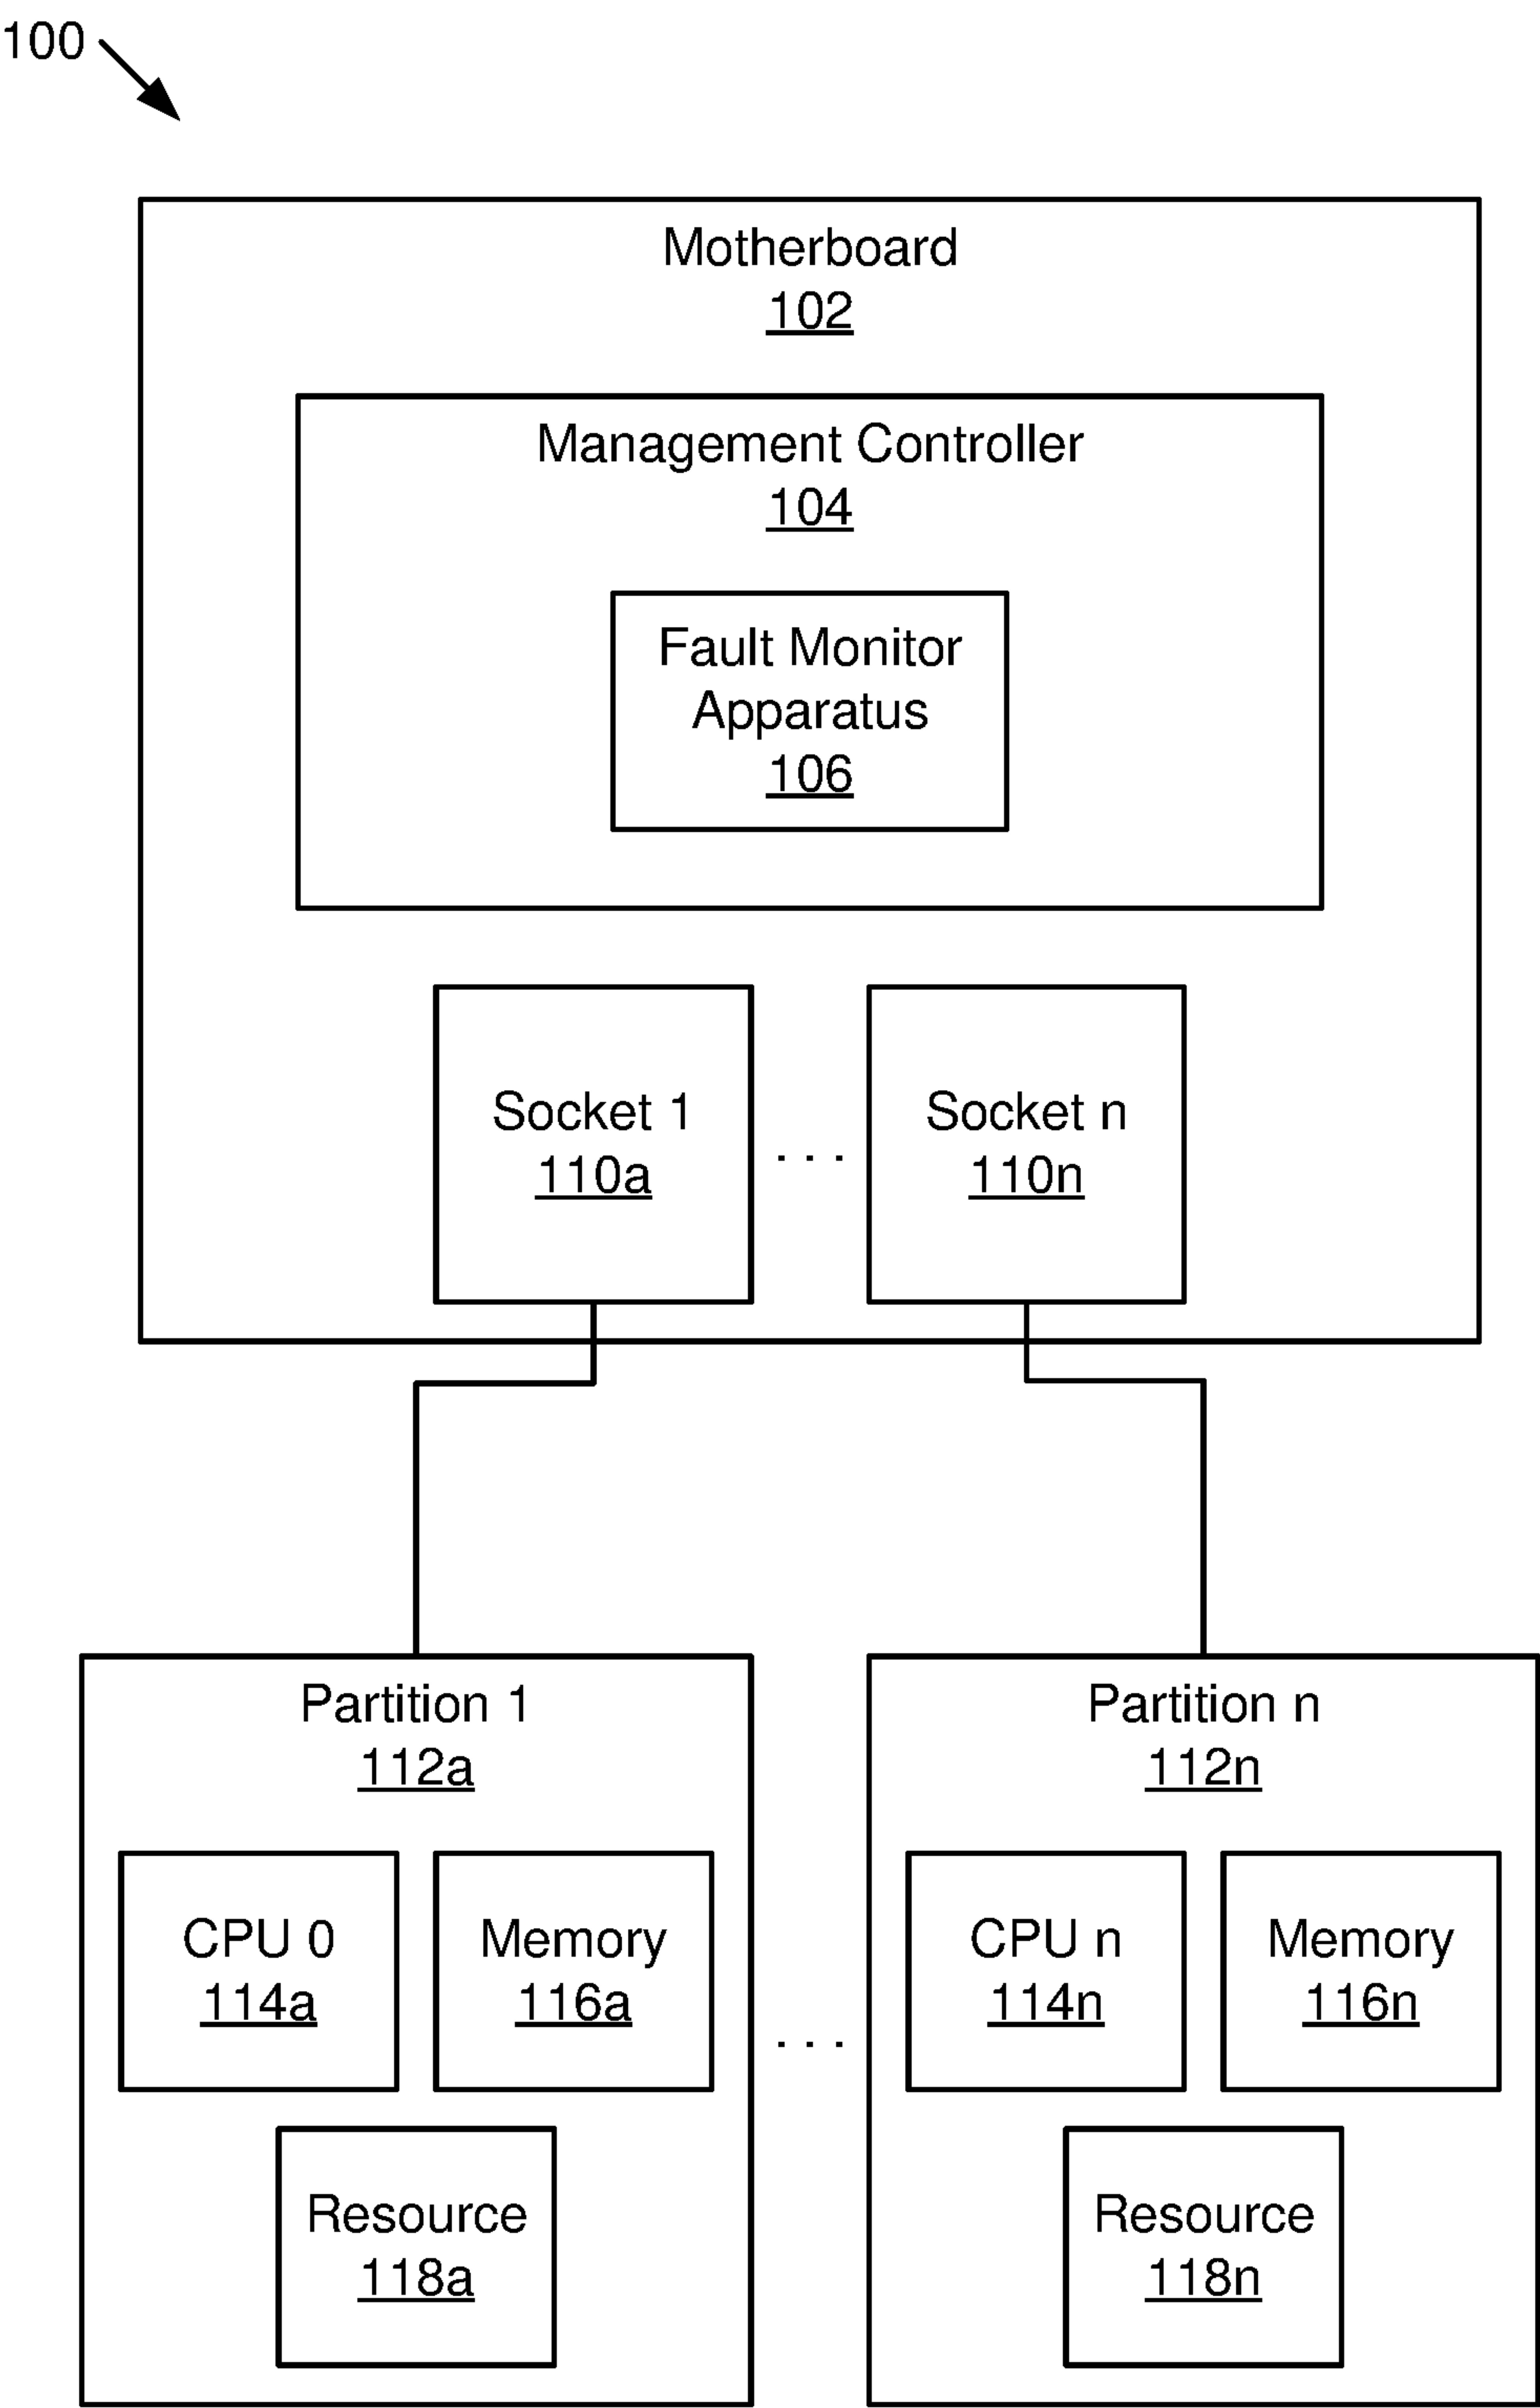 100
Motherboard
102
Management Controller
104
Fault Monitor
Apparatus
106
Socket 1
110a
. . .
Socket n
110n
Partition 1
112a
CPU 0
114a
Memory
116a
Resource
118a
. . .
Partition n
112n
CPU n
114n
Memory
116n
Resource
118n